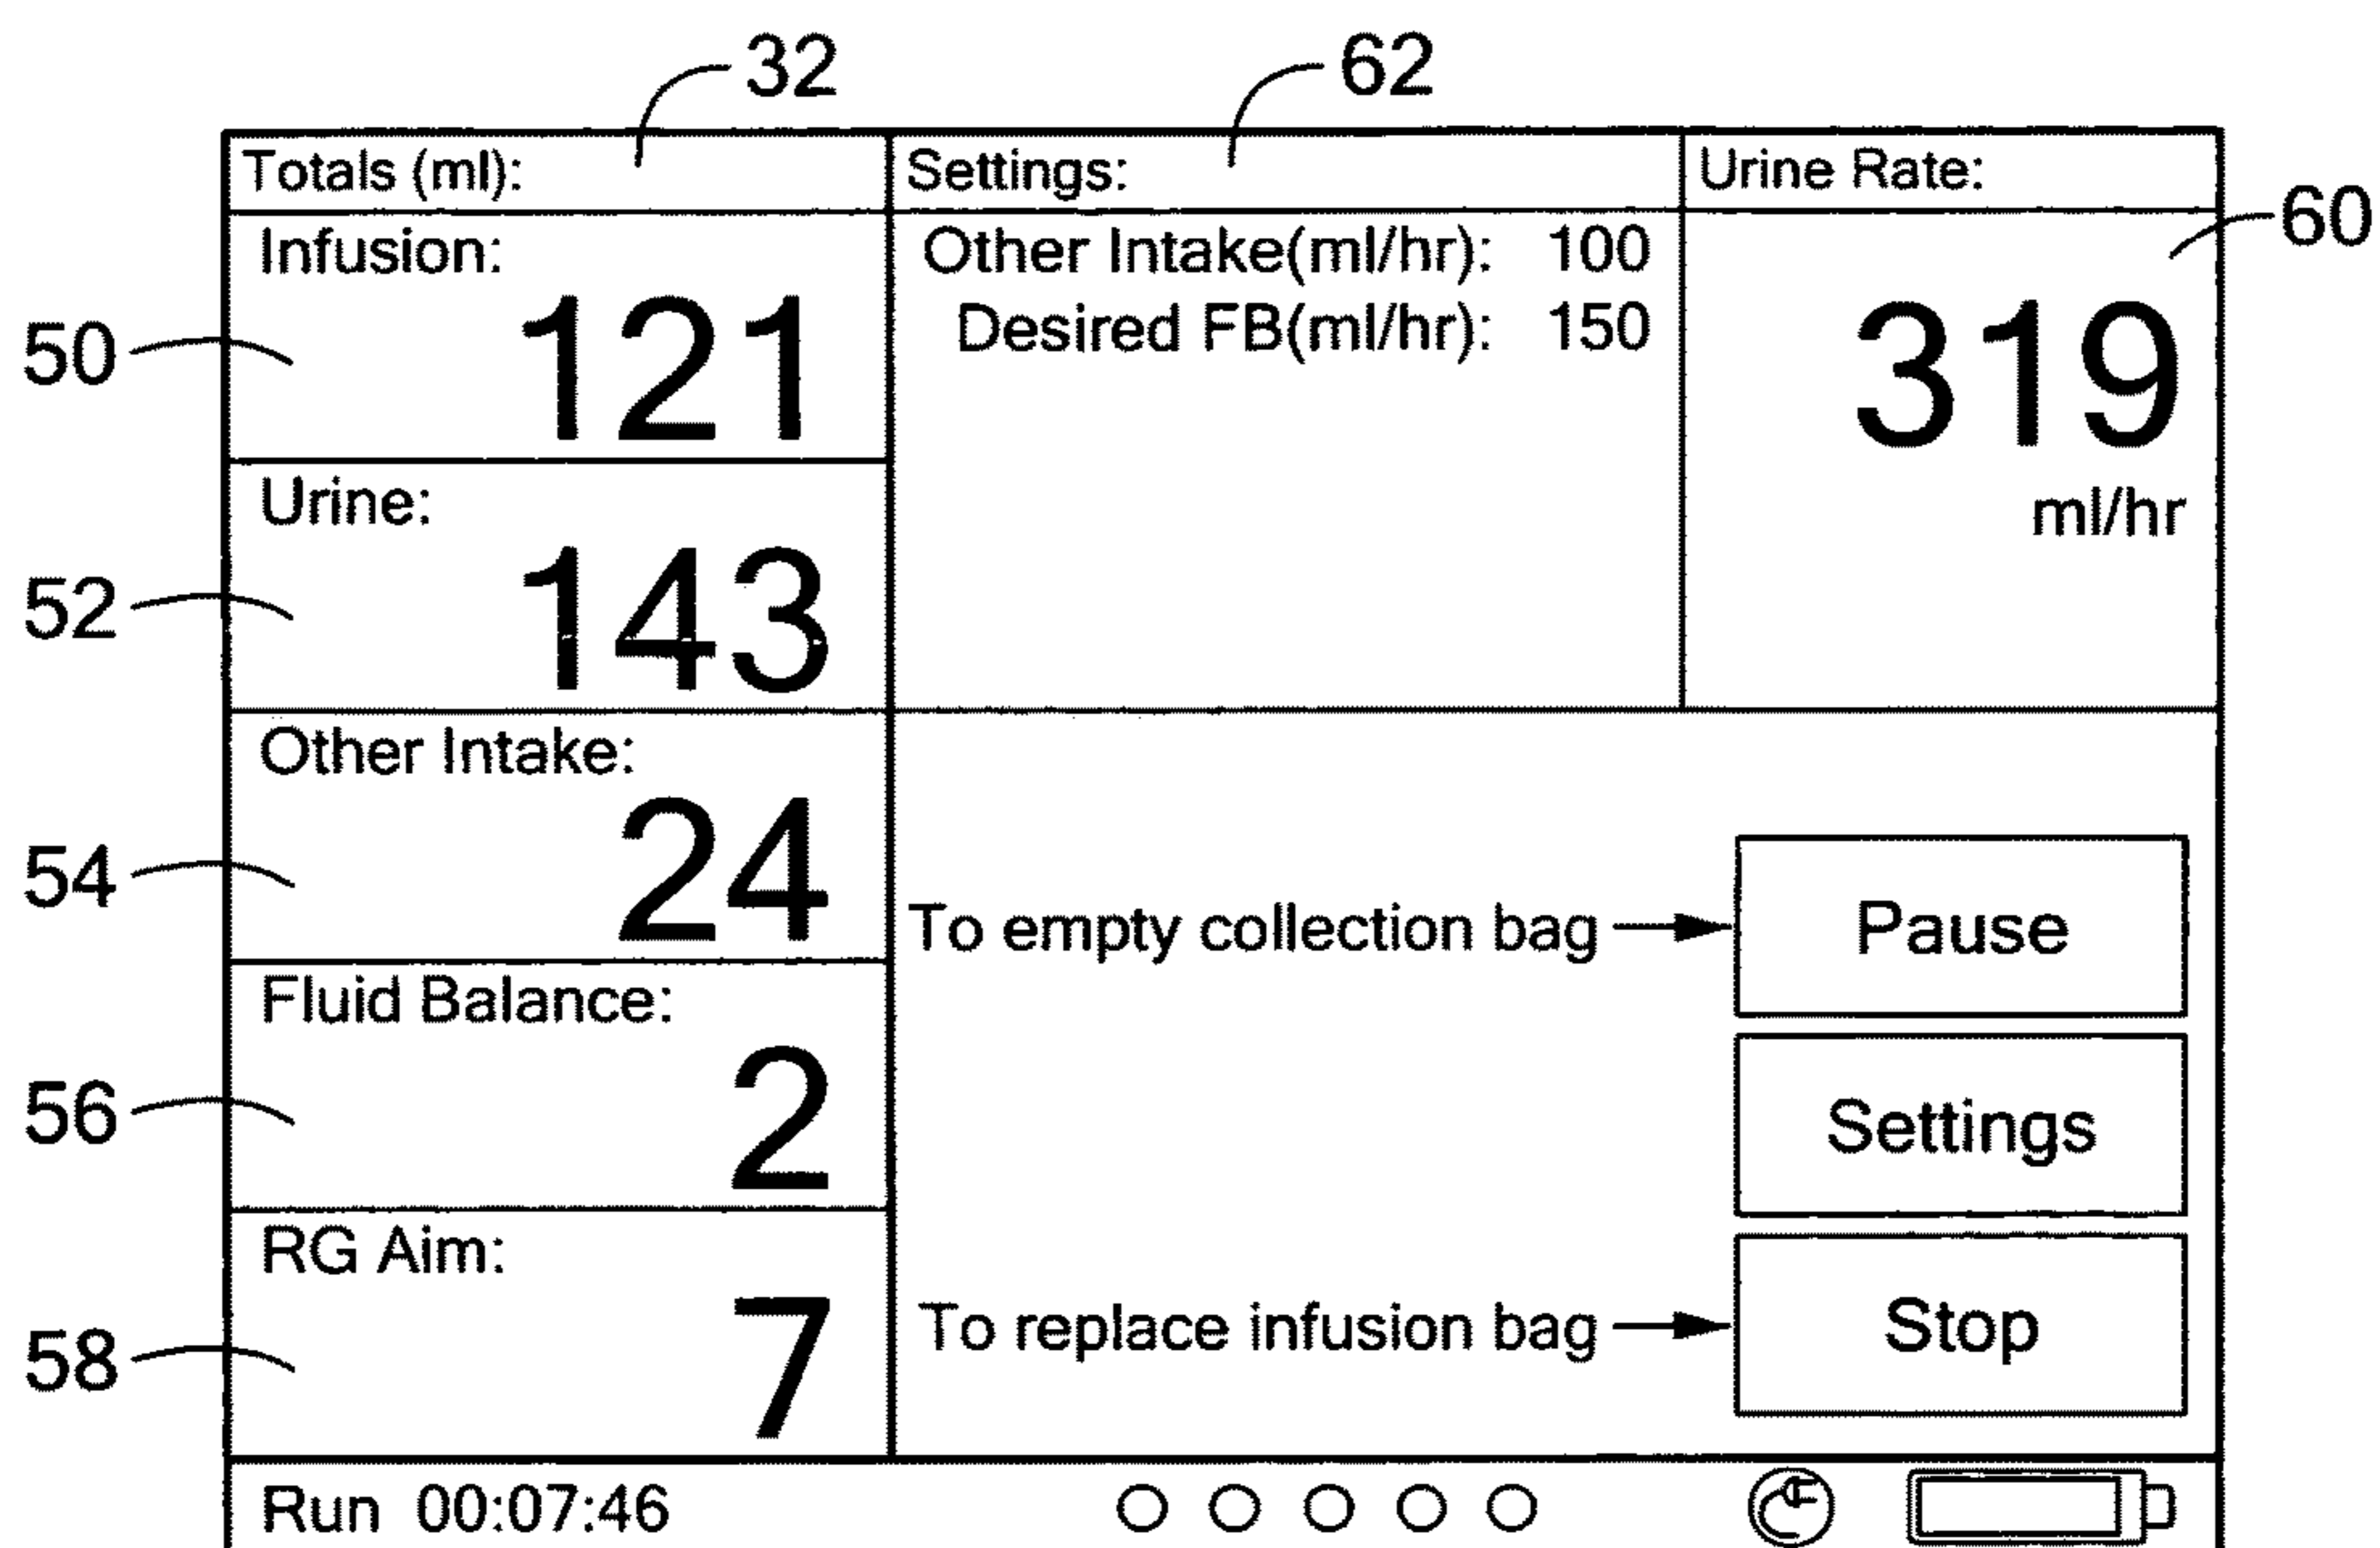 32
62
Totals (ml):
Settings:
Urine Rate:
60
Infusion:
121
50
Other Intake(ml/hr): 100
Desired FB(ml/hr): 150
319
ml/hr
Urine:
143
52
Other Intake:
24
54
To empty collection bag
Pause
Fluid Balance:
2
56
Settings
RG Aim:
7
58
To replace infusion bag
Stop
Run 00:07:46